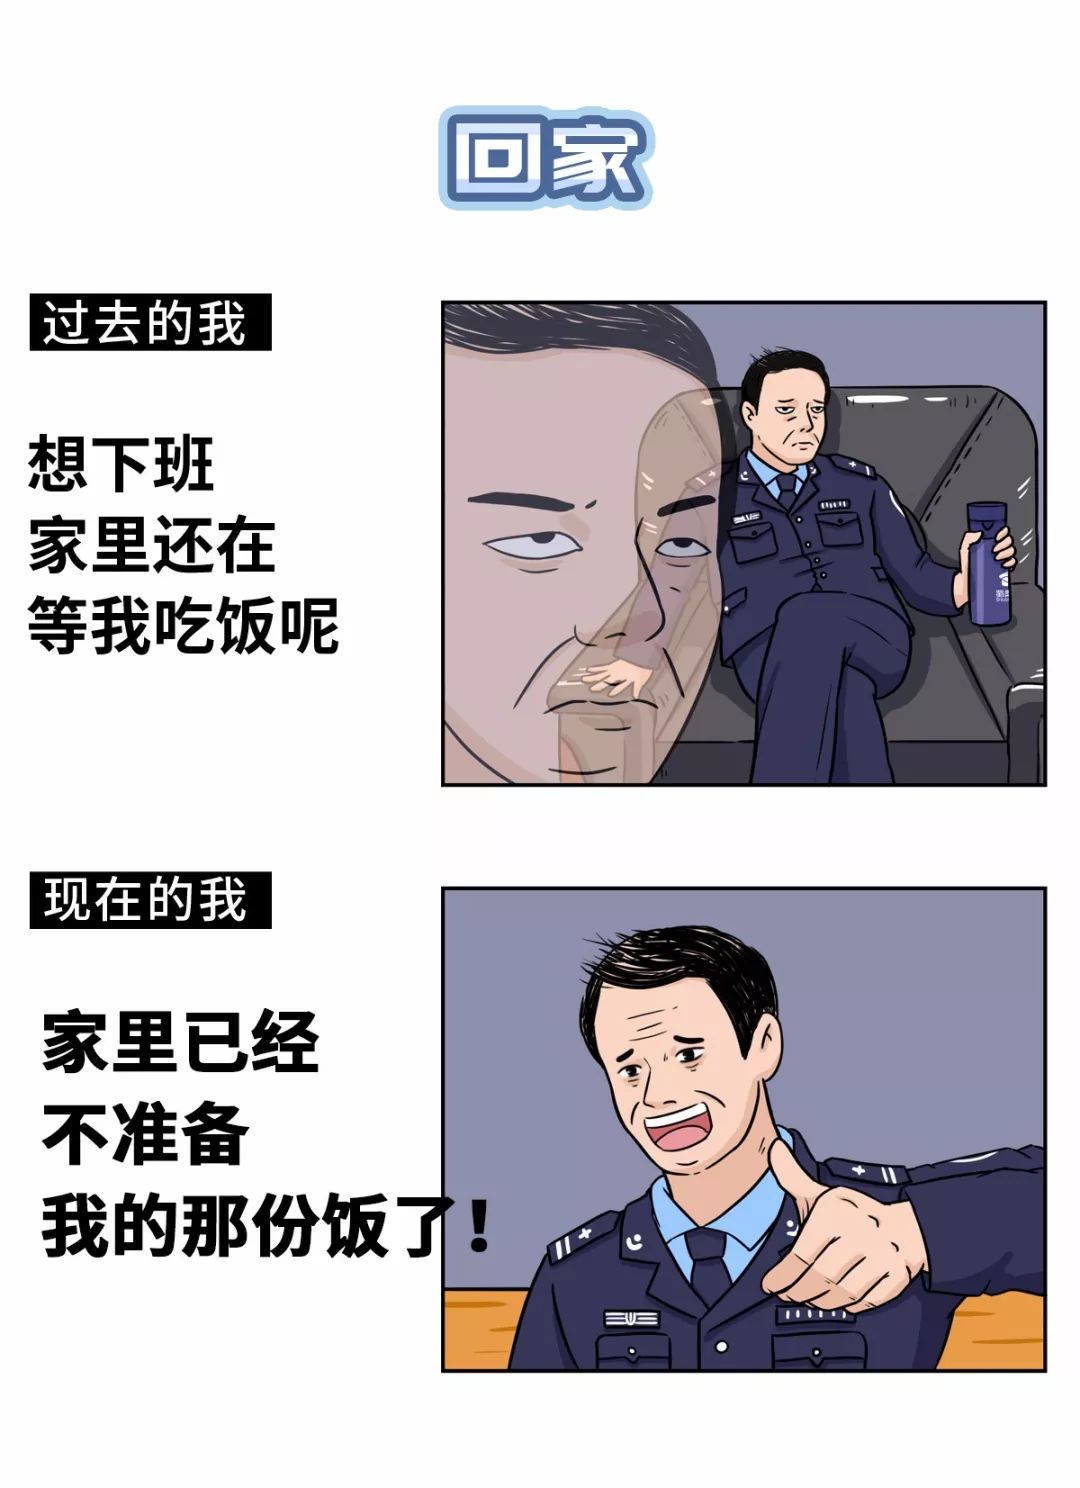 回家
过去的我
想下班
家里还在
等我吃饭呢
现在的我
家里已经
不准备
我的那份饭了！